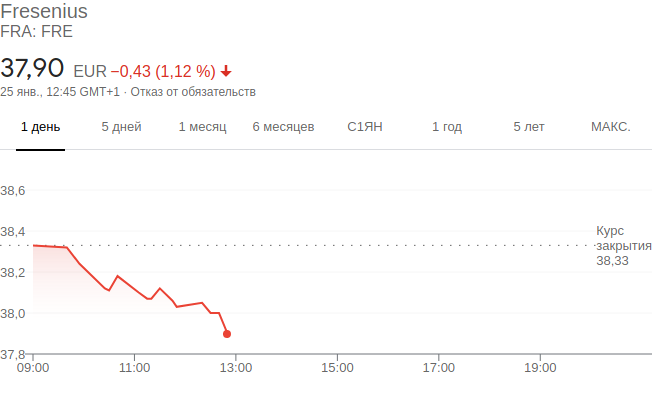 Fresenius
FRA: FRE
37,90 EUR −0,43 (1,12 %)
25 янв., 12:45 GMT+1 · Отказ от обязательств
1 день 5 дней 1 месяц 6 месяцев С1ЯН 1 год 5 лет МАКС.
38,6
38,4
Курс
закрытия
38,33
38,2
38,0
37,8
09:00 11:00 13:00 15:00 17:00 19:00